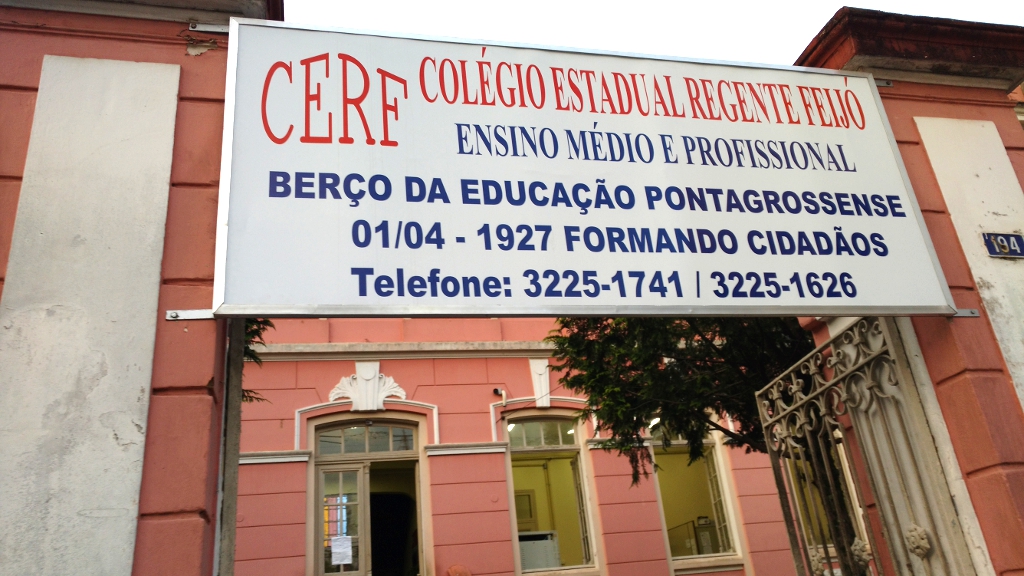 CERF COLÉGIO ESTADUAL REGENTE FEIJÓ
ENSINO MÉDIO E PROFISSIONAL
BERÇO DA EDUCAÇÃO PONTAGROSSENSE
01/04 - 1927 FORMANDO CIDADÃOS
Telefone: 3225-1741 / 3225-1626
194